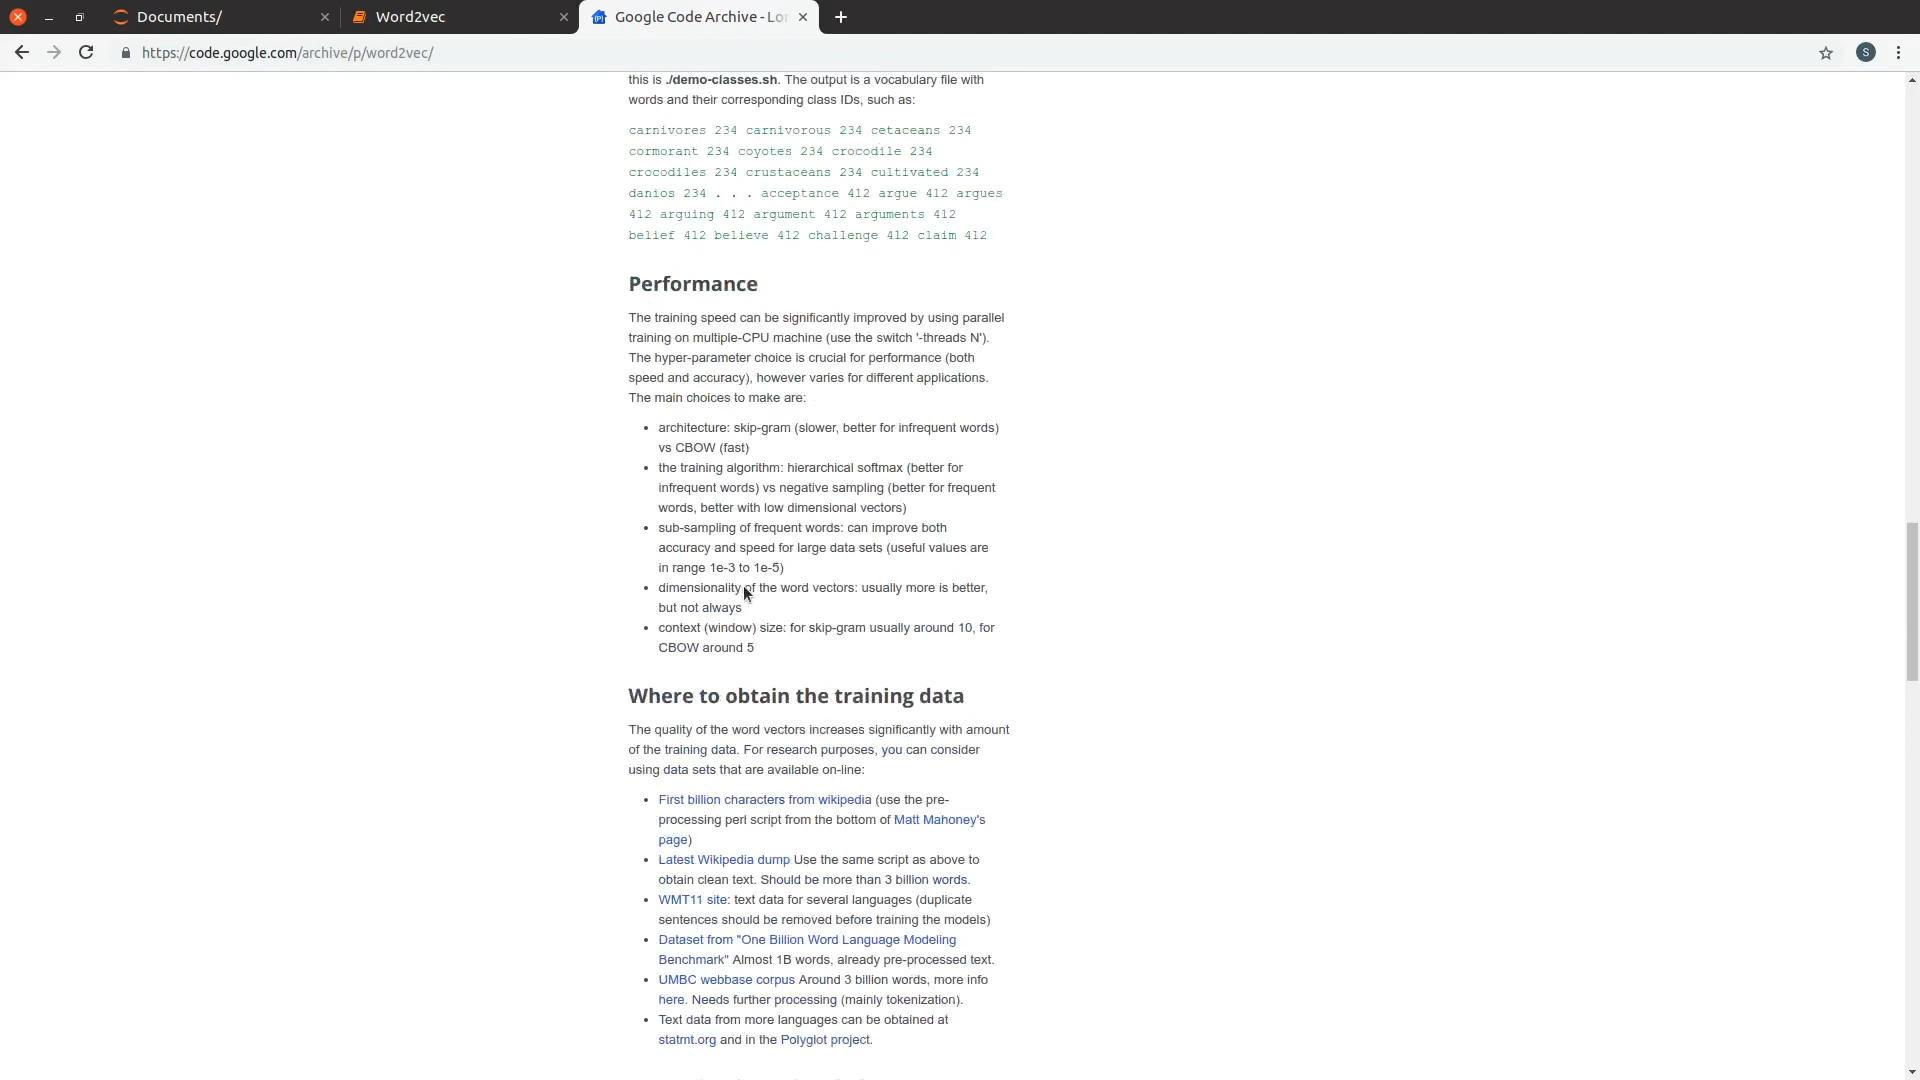 Documents/
Word2vec
Google Code Archive - Lo
https://code.google.com/archive/p/word2vec/
S
this is ./demo-classes.sh. The output is a vocabulary file with
words and their corresponding class IDs, such as:
carnivores 234 carnivorous 234 cetaceans 234
cormorant 234 coyotes 234 crocodile 234
crocodiles 234 crustaceans 234 cultivated 234
danios 234 . . . acceptance 412 argue 412 argues
412 arguing 412 argument 412 arguments 412
belief 412 believe 412 challenge 412 claim 412
Performance
The training speed can be significantly improved by using parallel
training on multiple-CPU machine (use the switch '-threads N').
The hyper-parameter choice is crucial for performance (both
speed and accuracy), however varies for different applications.
The main choices to make are:
• architecture: skip-gram (slower, better for infrequent words)
vs CBOW (fast)
• the training algorithm: hierarchical softmax (better for
infrequent words) vs negative sampling (better for frequent
words, better with low dimensional vectors)
• sub-sampling of frequent words: can improve both
accuracy and speed for large data sets (useful values are
in range 1e-3 to 1e-5)
• dimensionality of the word vectors: usually more is better,
but not always
• context (window) size: for skip-gram usually around 10, for
CBOW around 5
Where to obtain the training data
The quality of the word vectors increases significantly with amount
of the training data. For research purposes, you can consider
using data sets that are available on-line:
• First billion characters from wikipedia (use the pre-
processing perl script from the bottom of Matt Mahoney's
page)
• Latest Wikipedia dump Use the same script as above to
obtain clean text. Should be more than 3 billion words.
• WMT11 site: text data for several languages (duplicate
sentences should be removed before training the models)
• Dataset from "One Billion Word Language Modeling
Benchmark" Almost 1B words, already pre-processed text.
• UMBC webbase corpus Around 3 billion words, more info
here. Needs further processing (mainly tokenization).
• Text data from more languages can be obtained at
statmt.org and in the Polyglot project.